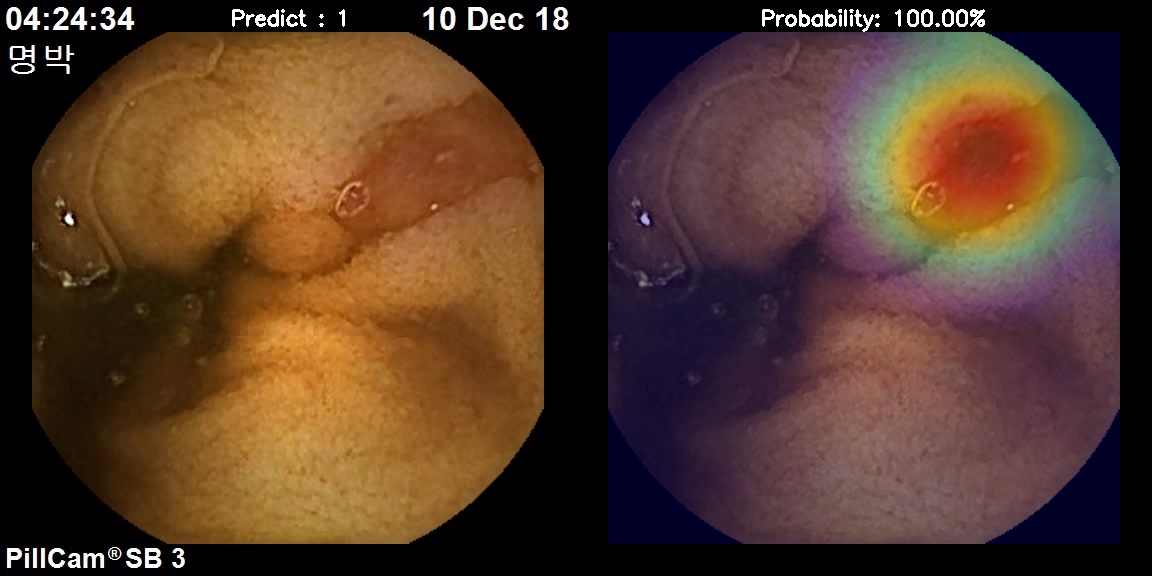 04:24:34 Predict : 1 10 Dec 18 Probability: 100.00%
명박
PillCam® SB 3